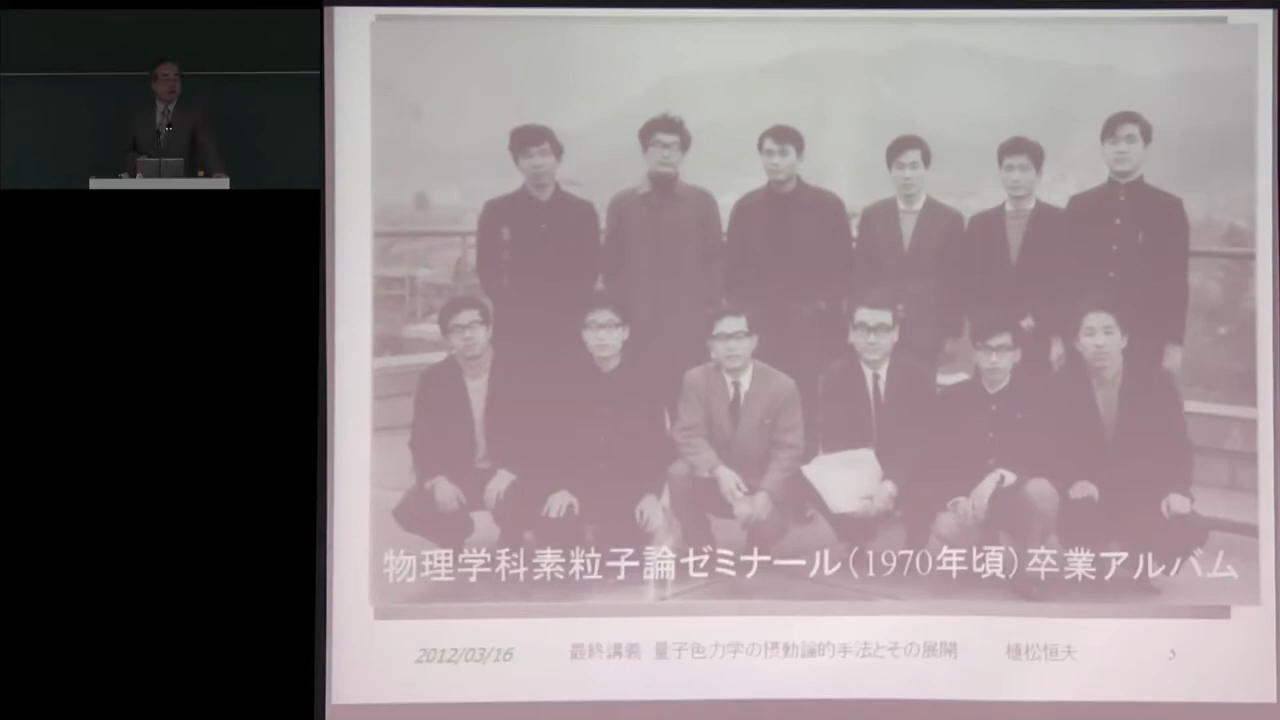 物理学科素粒子論ゼミナール（1970年頃）卒業アルバム
2012/03/16 最終講義 量子色力学の摂動論的手法とその展開 植松恒夫